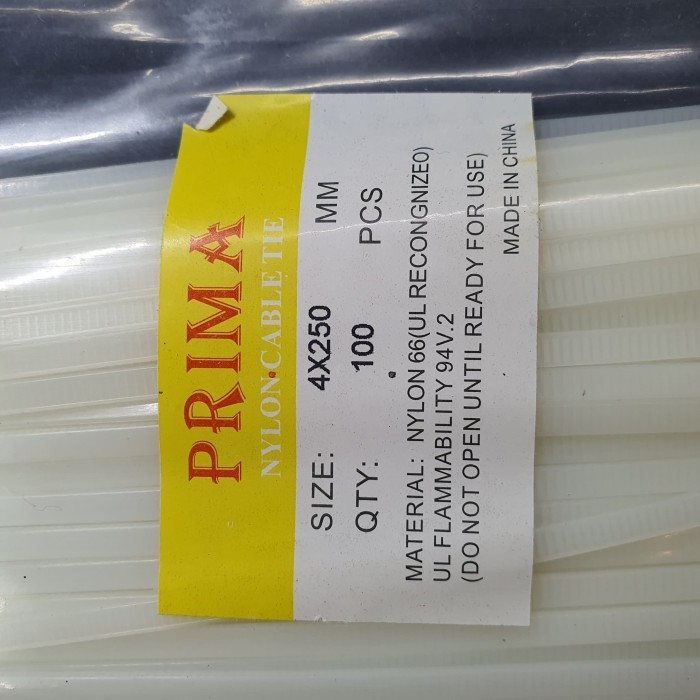 PRIMA
NYLON CABLE TIE
SIZE: 4X250 MM
QTY: 100 PCS
MATERIAL: NYLON 66(UL RECONGNIZE0)
UL FLAMMABILITY 94V.2
(DO NOT OPEN UNTIL READY FOR USE)
MADE IN CHINA